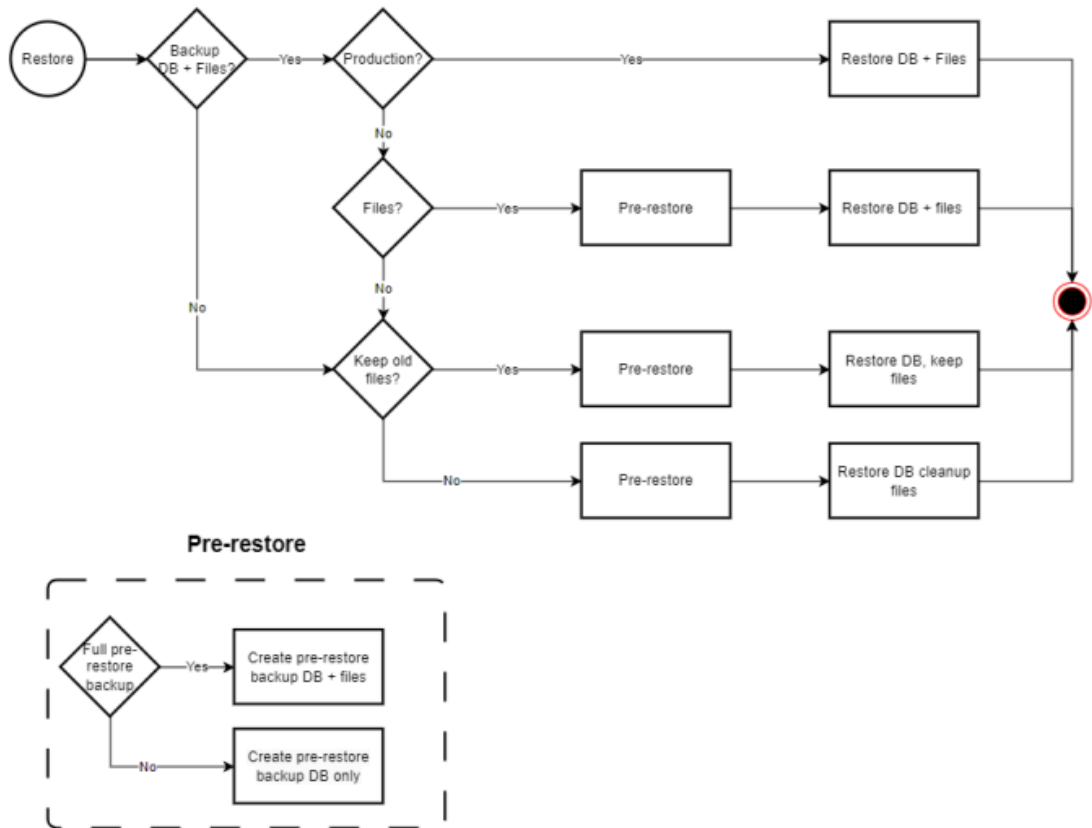 Restore
Backup
DB + Files?
Yes
Production?
Yes
Restore DB + Files
No
Files?
Yes
Pre-restore
Restore DB + files
No
No
Keep old
files?
Yes
Pre-restore
Restore DB, keep
files
No
Pre-restore
Restore DB cleanup
files
Pre-restore
Full pre-
restore
backup
Yes
Create pre-restore
backup DB + files
No
Create pre-restore
backup DB only